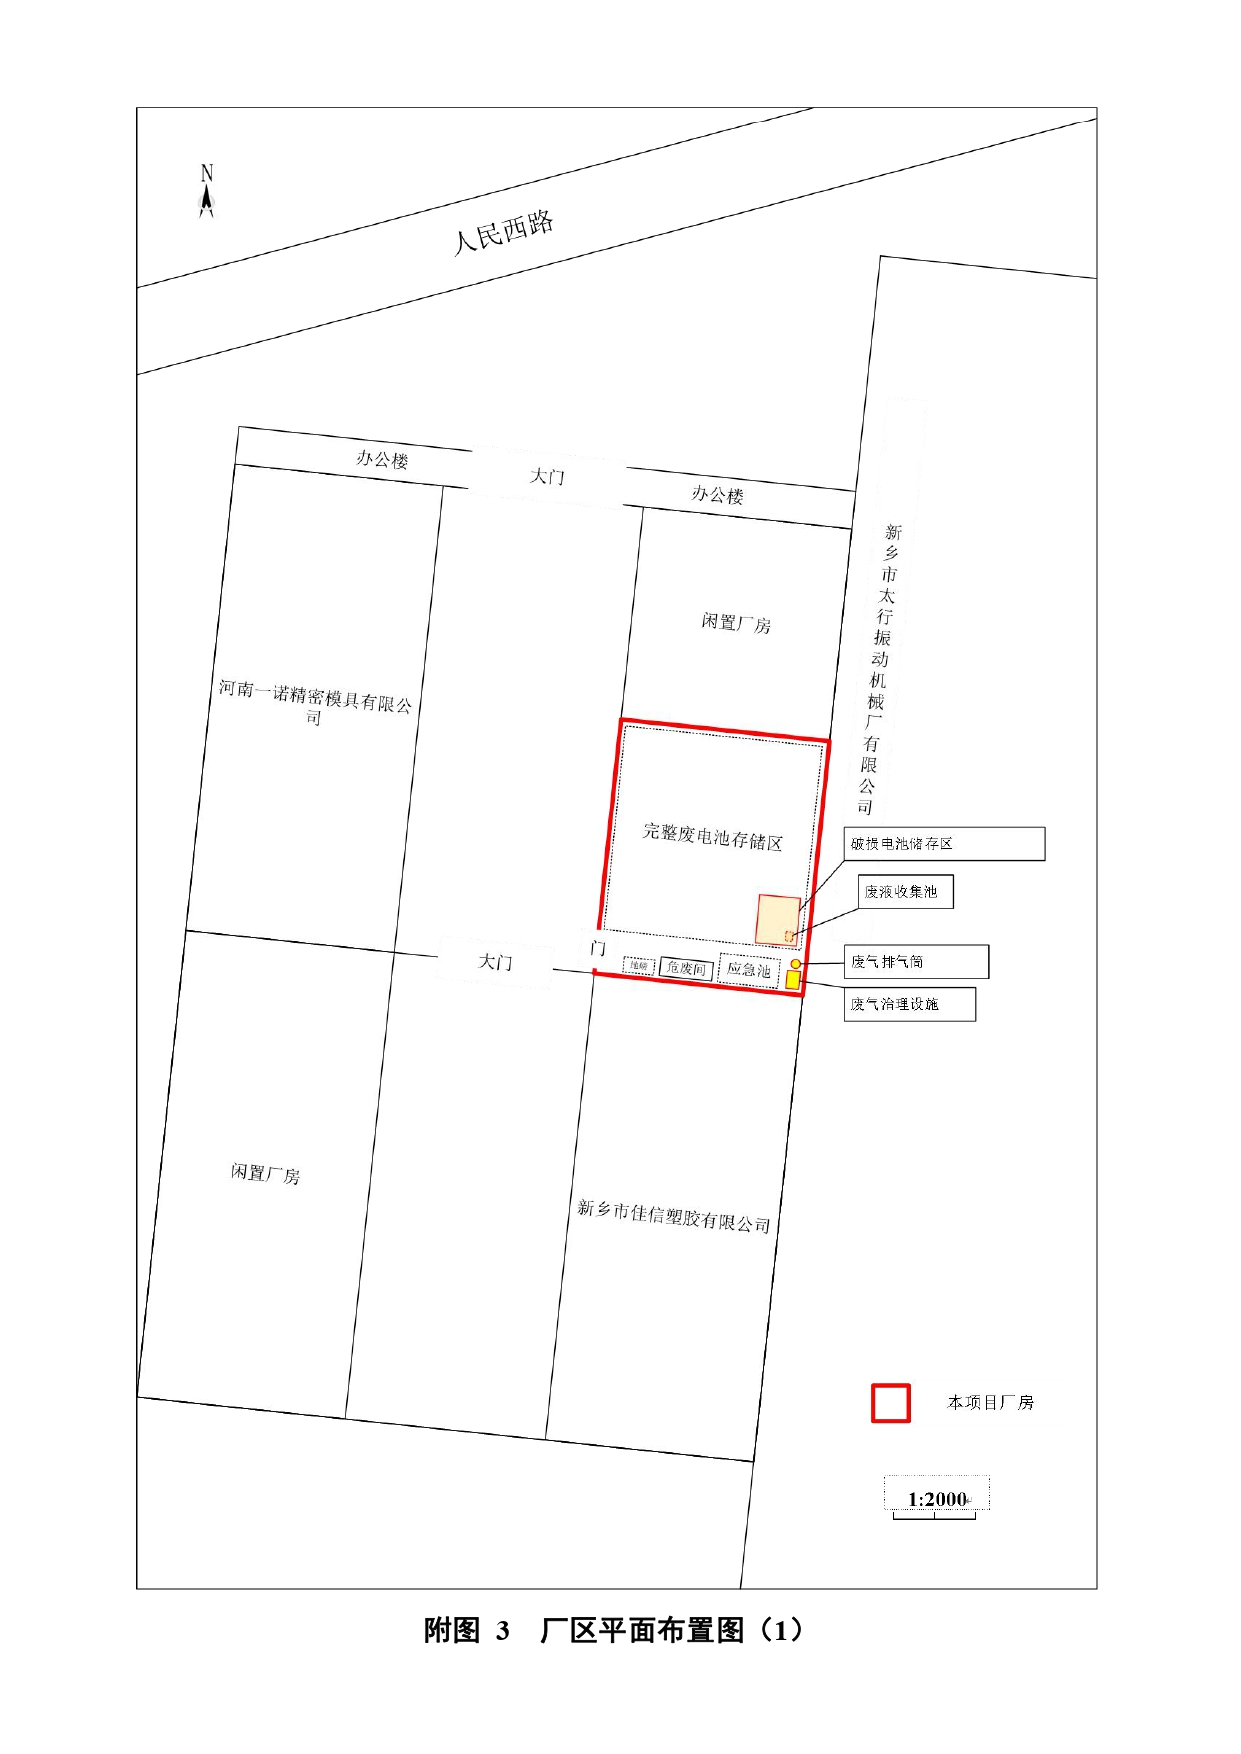 N
人民西路
办公楼
大门
办公楼
新乡市太行振动机械厂有限公司
闲置厂房
河南一诺精密模具有限公
司
完整废电池存储区
破损电池储存区
废液收集池
门
大门
地磅
危废间
应急池
废气排气筒
废气治理设施
闲置厂房
新乡市佳信塑胶有限公司
本项目厂房
1:2000
附图 3 厂区平面布置图（1）